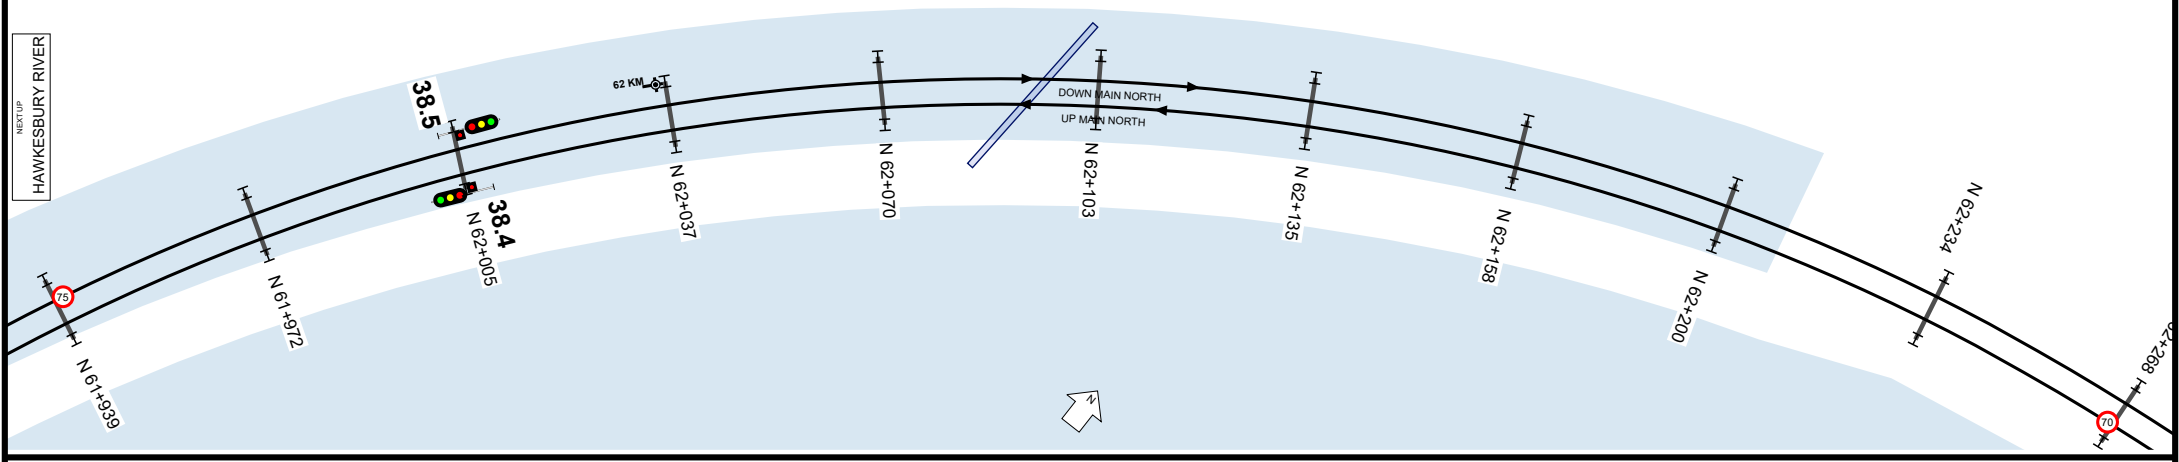 NEXT UP
HAWKESBURY RIVER
75
N 61+939
N 61+972
38.5
38.4
N 62+005
62 KM
N 62+037
N 62+070
DOWN MAIN NORTH
UP MAIN NORTH
N 62+103
N 62+135
N 62+158
N 62+200
N 62+234
2+268
70
N